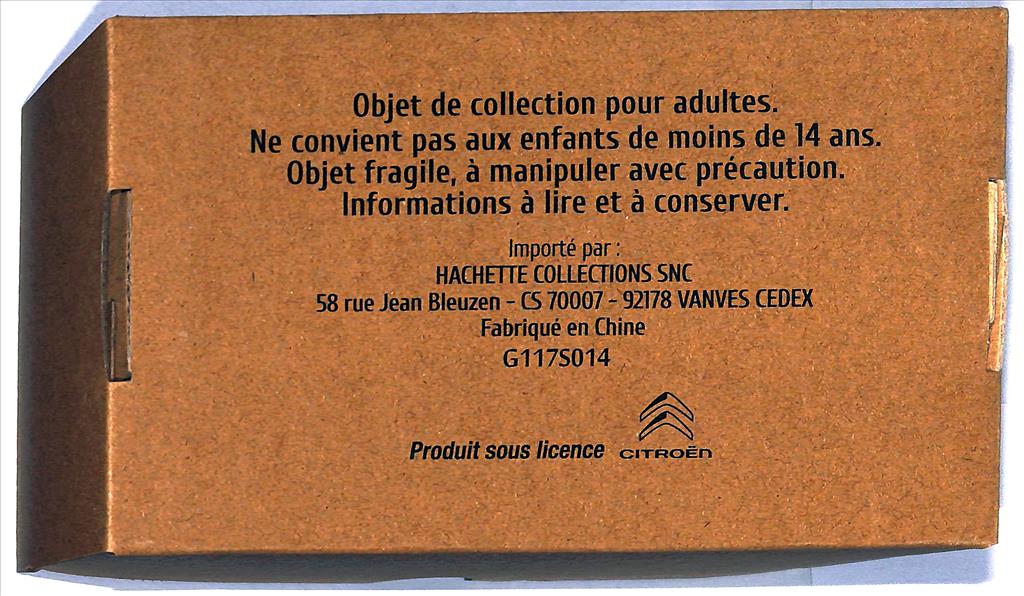 Objet de collection pour adultes.
Ne convient pas aux enfants de moins de 14 ans.
Objet fragile, à manipuler avec précaution.
Informations à lire et à conserver.
Importé par :
HACHETTE COLLECTIONS SNC
58 rue Jean Bleuzen - CS 70007 - 92178 VANVES CEDEX
Fabriqué en Chine
G117S014
Produit sous licence CITROËN